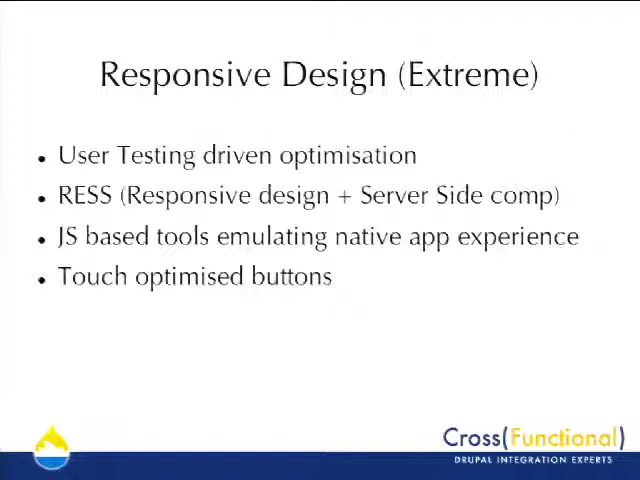 Responsive Design (Extreme)
• User Testing driven optimisation
• RESS (Responsive design + Server Side comp)
• JS based tools emulating native app experience
• Touch optimised buttons
Cross(Functional)
DRUPAL INTEGRATION EXPERTS